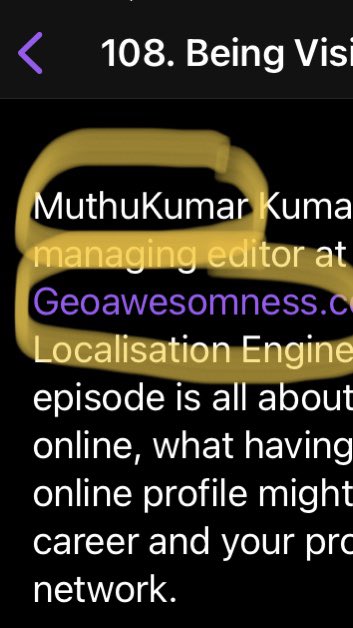 108. Being Visi
MuthuKumar Kuma
managing editor at
Geoawesomness.c
Localisation Engine
episode is all about
online, what having
online profile might
career and your pro
network.